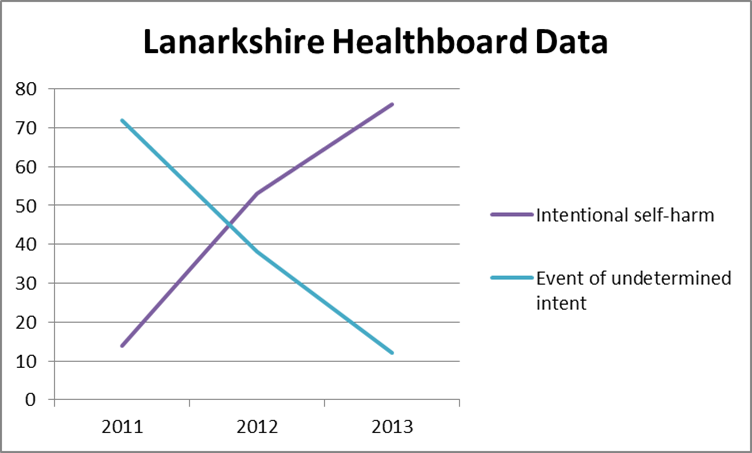 Lanarkshire Healthboard Data
80
70
60
50
40
30
20
10
0
2011 2012 2013
Intentional self-harm
Event of undetermined
intent